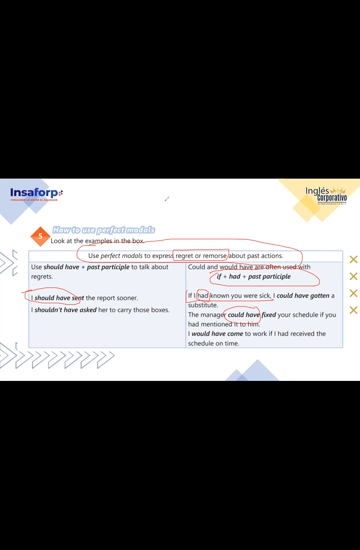 Insaforp
Inglés
Corporativo
How to use perfect modals
5
Look at the examples in the box.
Use perfect modals to express regret or remorse about past actions.
Use should have + past participle to talk about
regrets.
I should have sent the report sooner.
I shouldn't have asked her to carry those boxes.
Could and would have are often used with
if + had + past participle
If I had known you were sick, I could have gotten a
substitute.
The manager could have fixed your schedule if you
had mentioned it to him.
I would have come to work if I had received the
schedule on time.